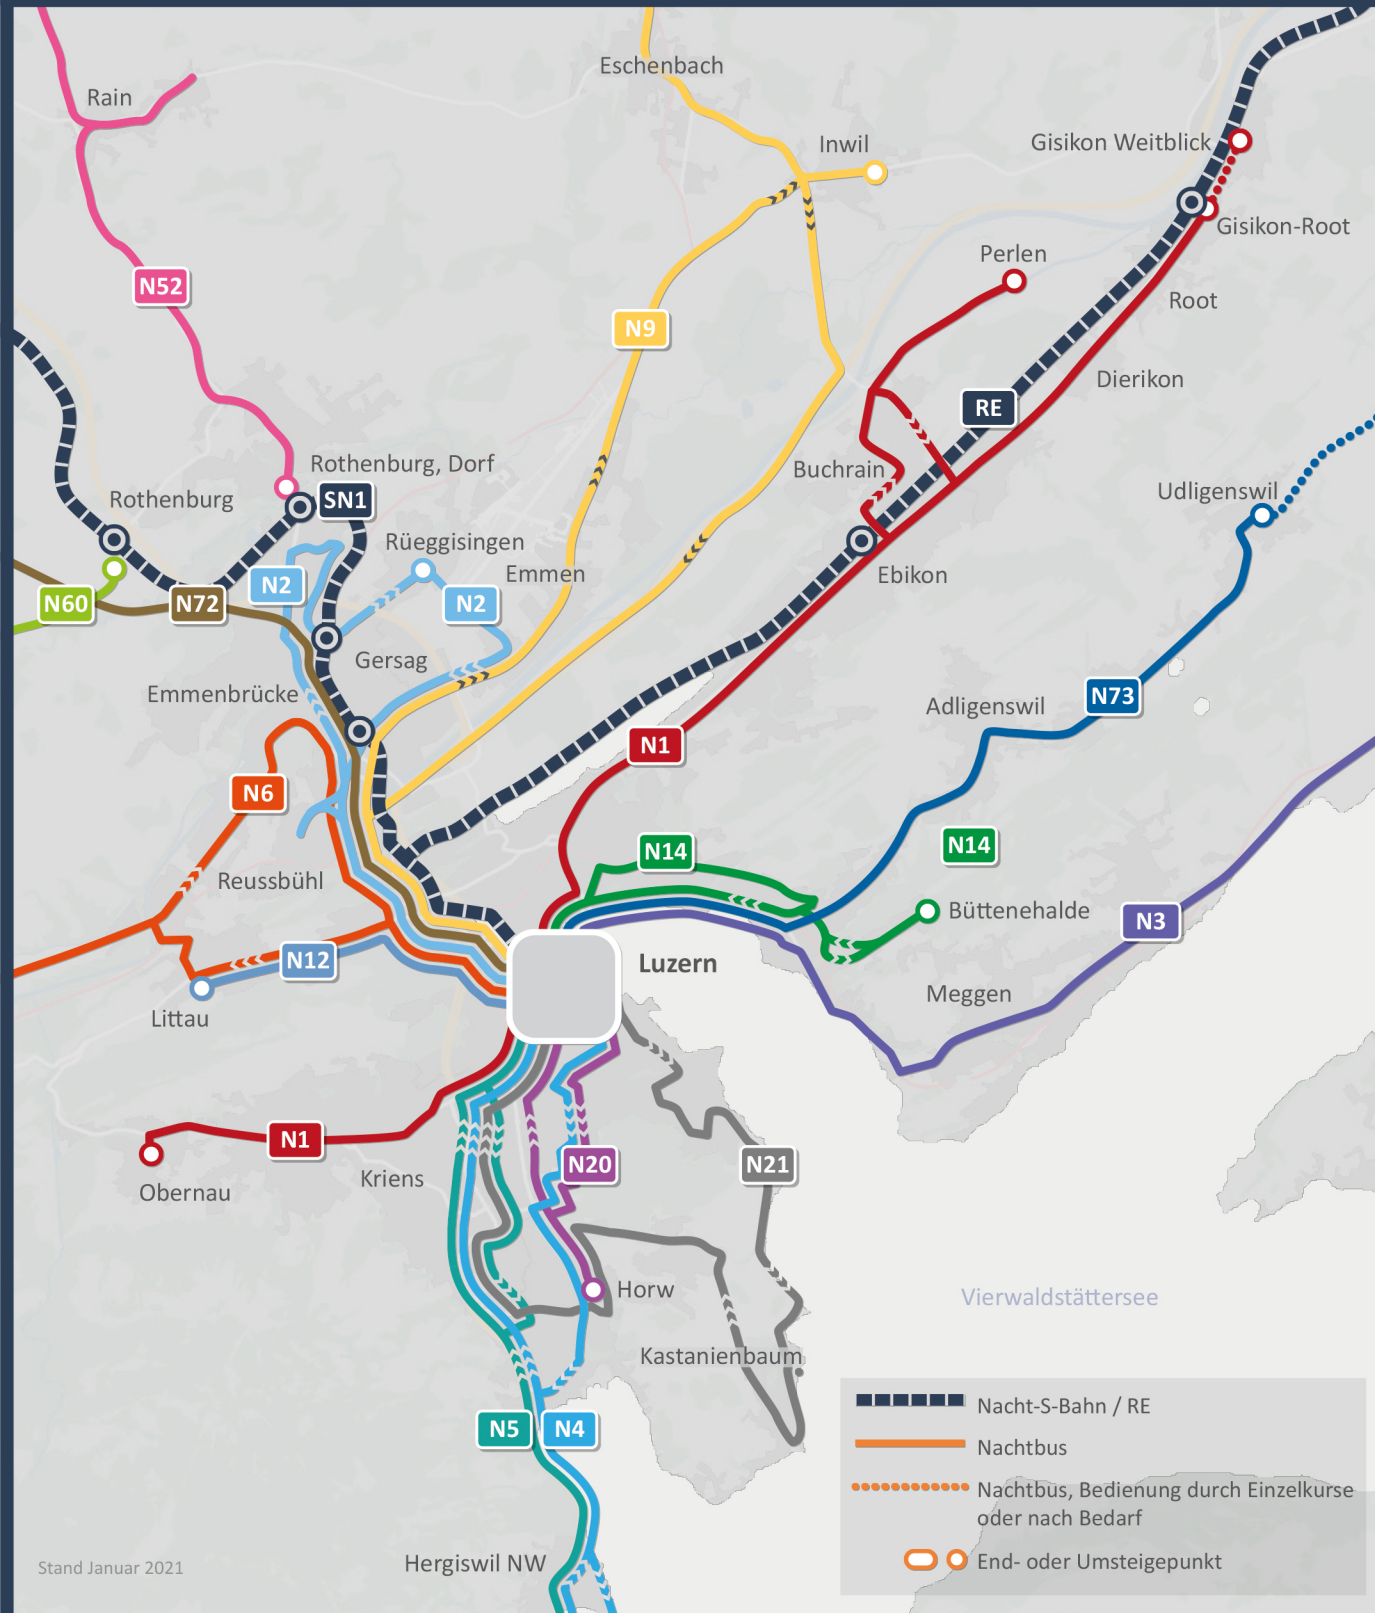 Eschenbach
Rain
Inwil
Gisikon Weitblick
Gisikon-Root
Perlen
N52
Root
N9
Dierikon
RE
Rothenburg, Dorf
Buchrain
SN1
Rothenburg
Udligenswil
Rüeggisingen
Emmen
Ebikon
N2
N60
N72
N2
Gersag
Emmenbrücke
N73
Adligenswil
N1
N6
N14
N14
Reussbühl
Büttenehalde
N3
N12
Luzern
Meggen
Littau
N1
N20
N21
Kriens
Obernau
Horw
Vierwaldstättersee
Kastanienbaum
Nacht-S-Bahn / RE
N5
N4
Nachtbus
Nachtbus, Bedienung durch Einzelkurse
oder nach Bedarf
Hergiswil NW
End- oder Umsteigepunkt
Stand Januar 2021